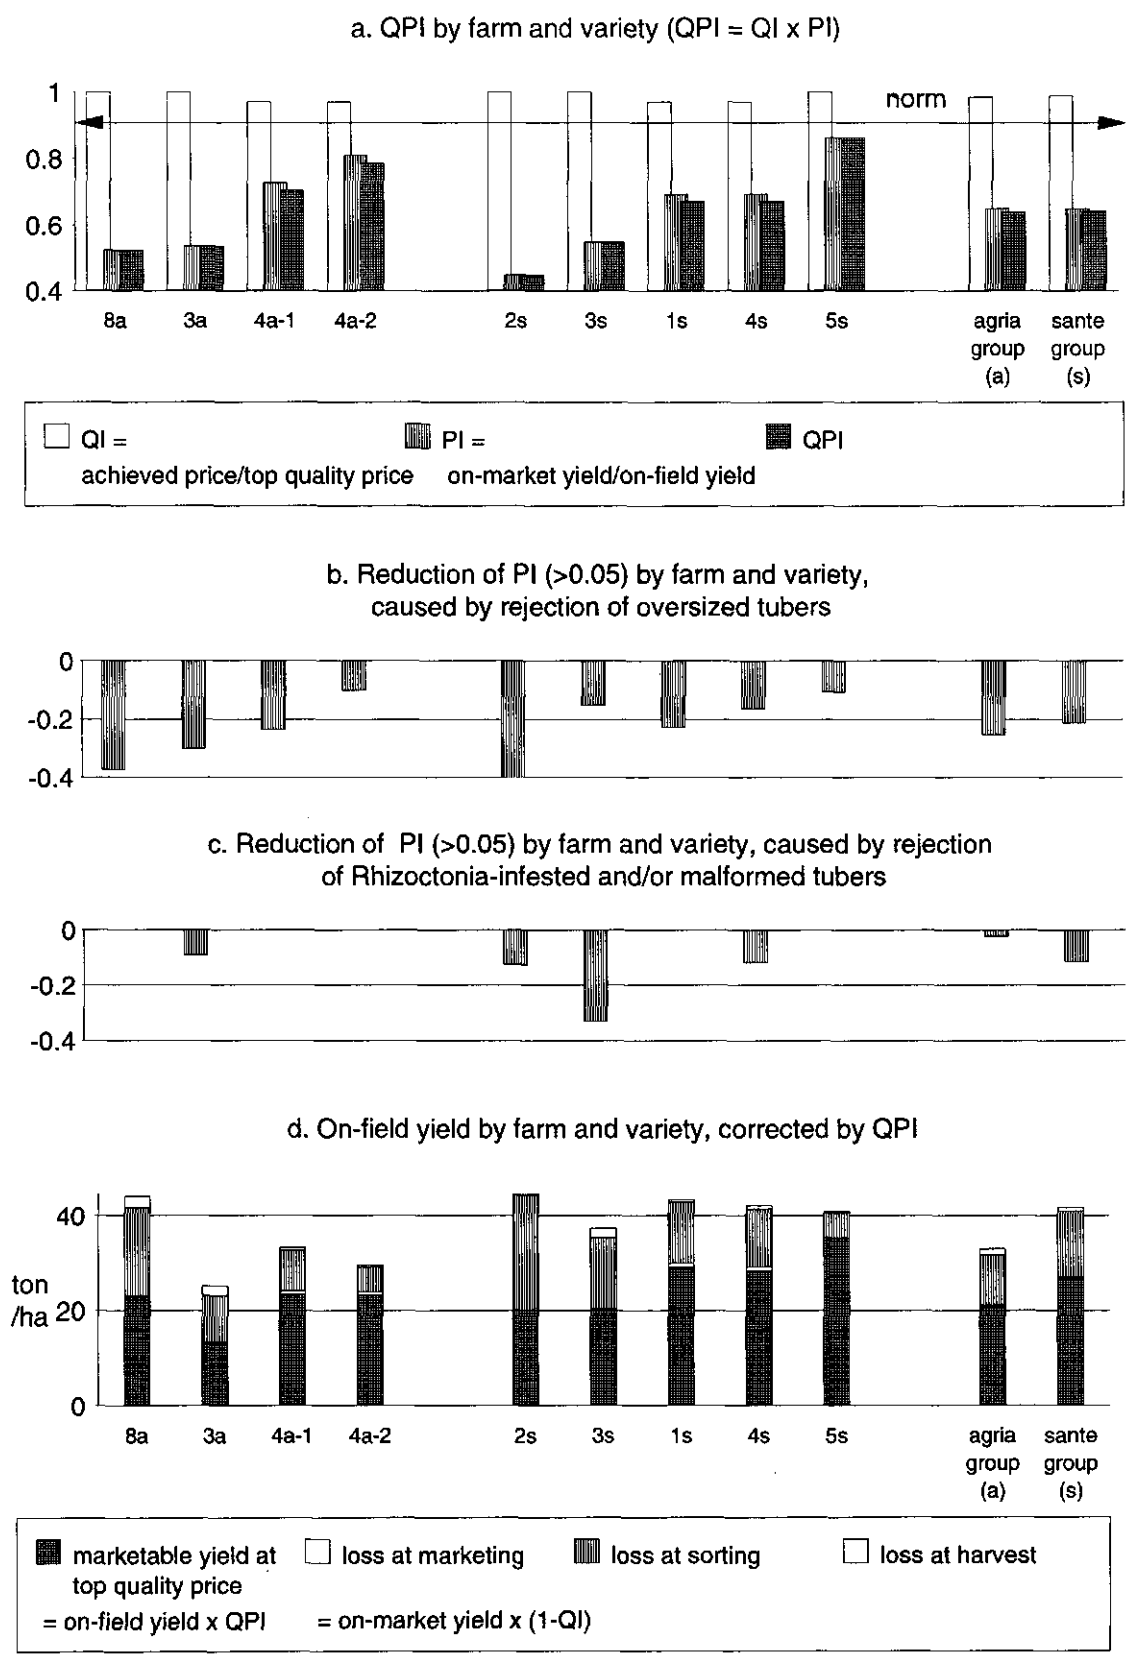 a. QPI by farm and variety (QPI = QI x PI)
1
norm
0.8
0.6
0.4
8a 3a 4a-1 4a-2 2s 3s 1s 4s 5s agria sante
group group
(a) (s)
QI = PI = QPI
achieved price/top quality price on-market yield/on-field yield
b. Reduction of PI (>0.05) by farm and variety,
caused by rejection of oversized tubers
0
-0.2
-0.4
c. Reduction of PI (>0.05) by farm and variety, caused by rejection
of Rhizoctonia-infested and/or malformed tubers
0
-0.2
-0.4
d. On-field yield by farm and variety, corrected by QPI
40
ton
/ha 20
0
8a 3a 4a-1 4a-2 2s 3s 1s 4s 5s agria sante
group group
(a) (s)
marketable yield at loss at marketing loss at sorting loss at harvest
top quality price
= on-field yield x QPI = on-market yield x (1-QI)